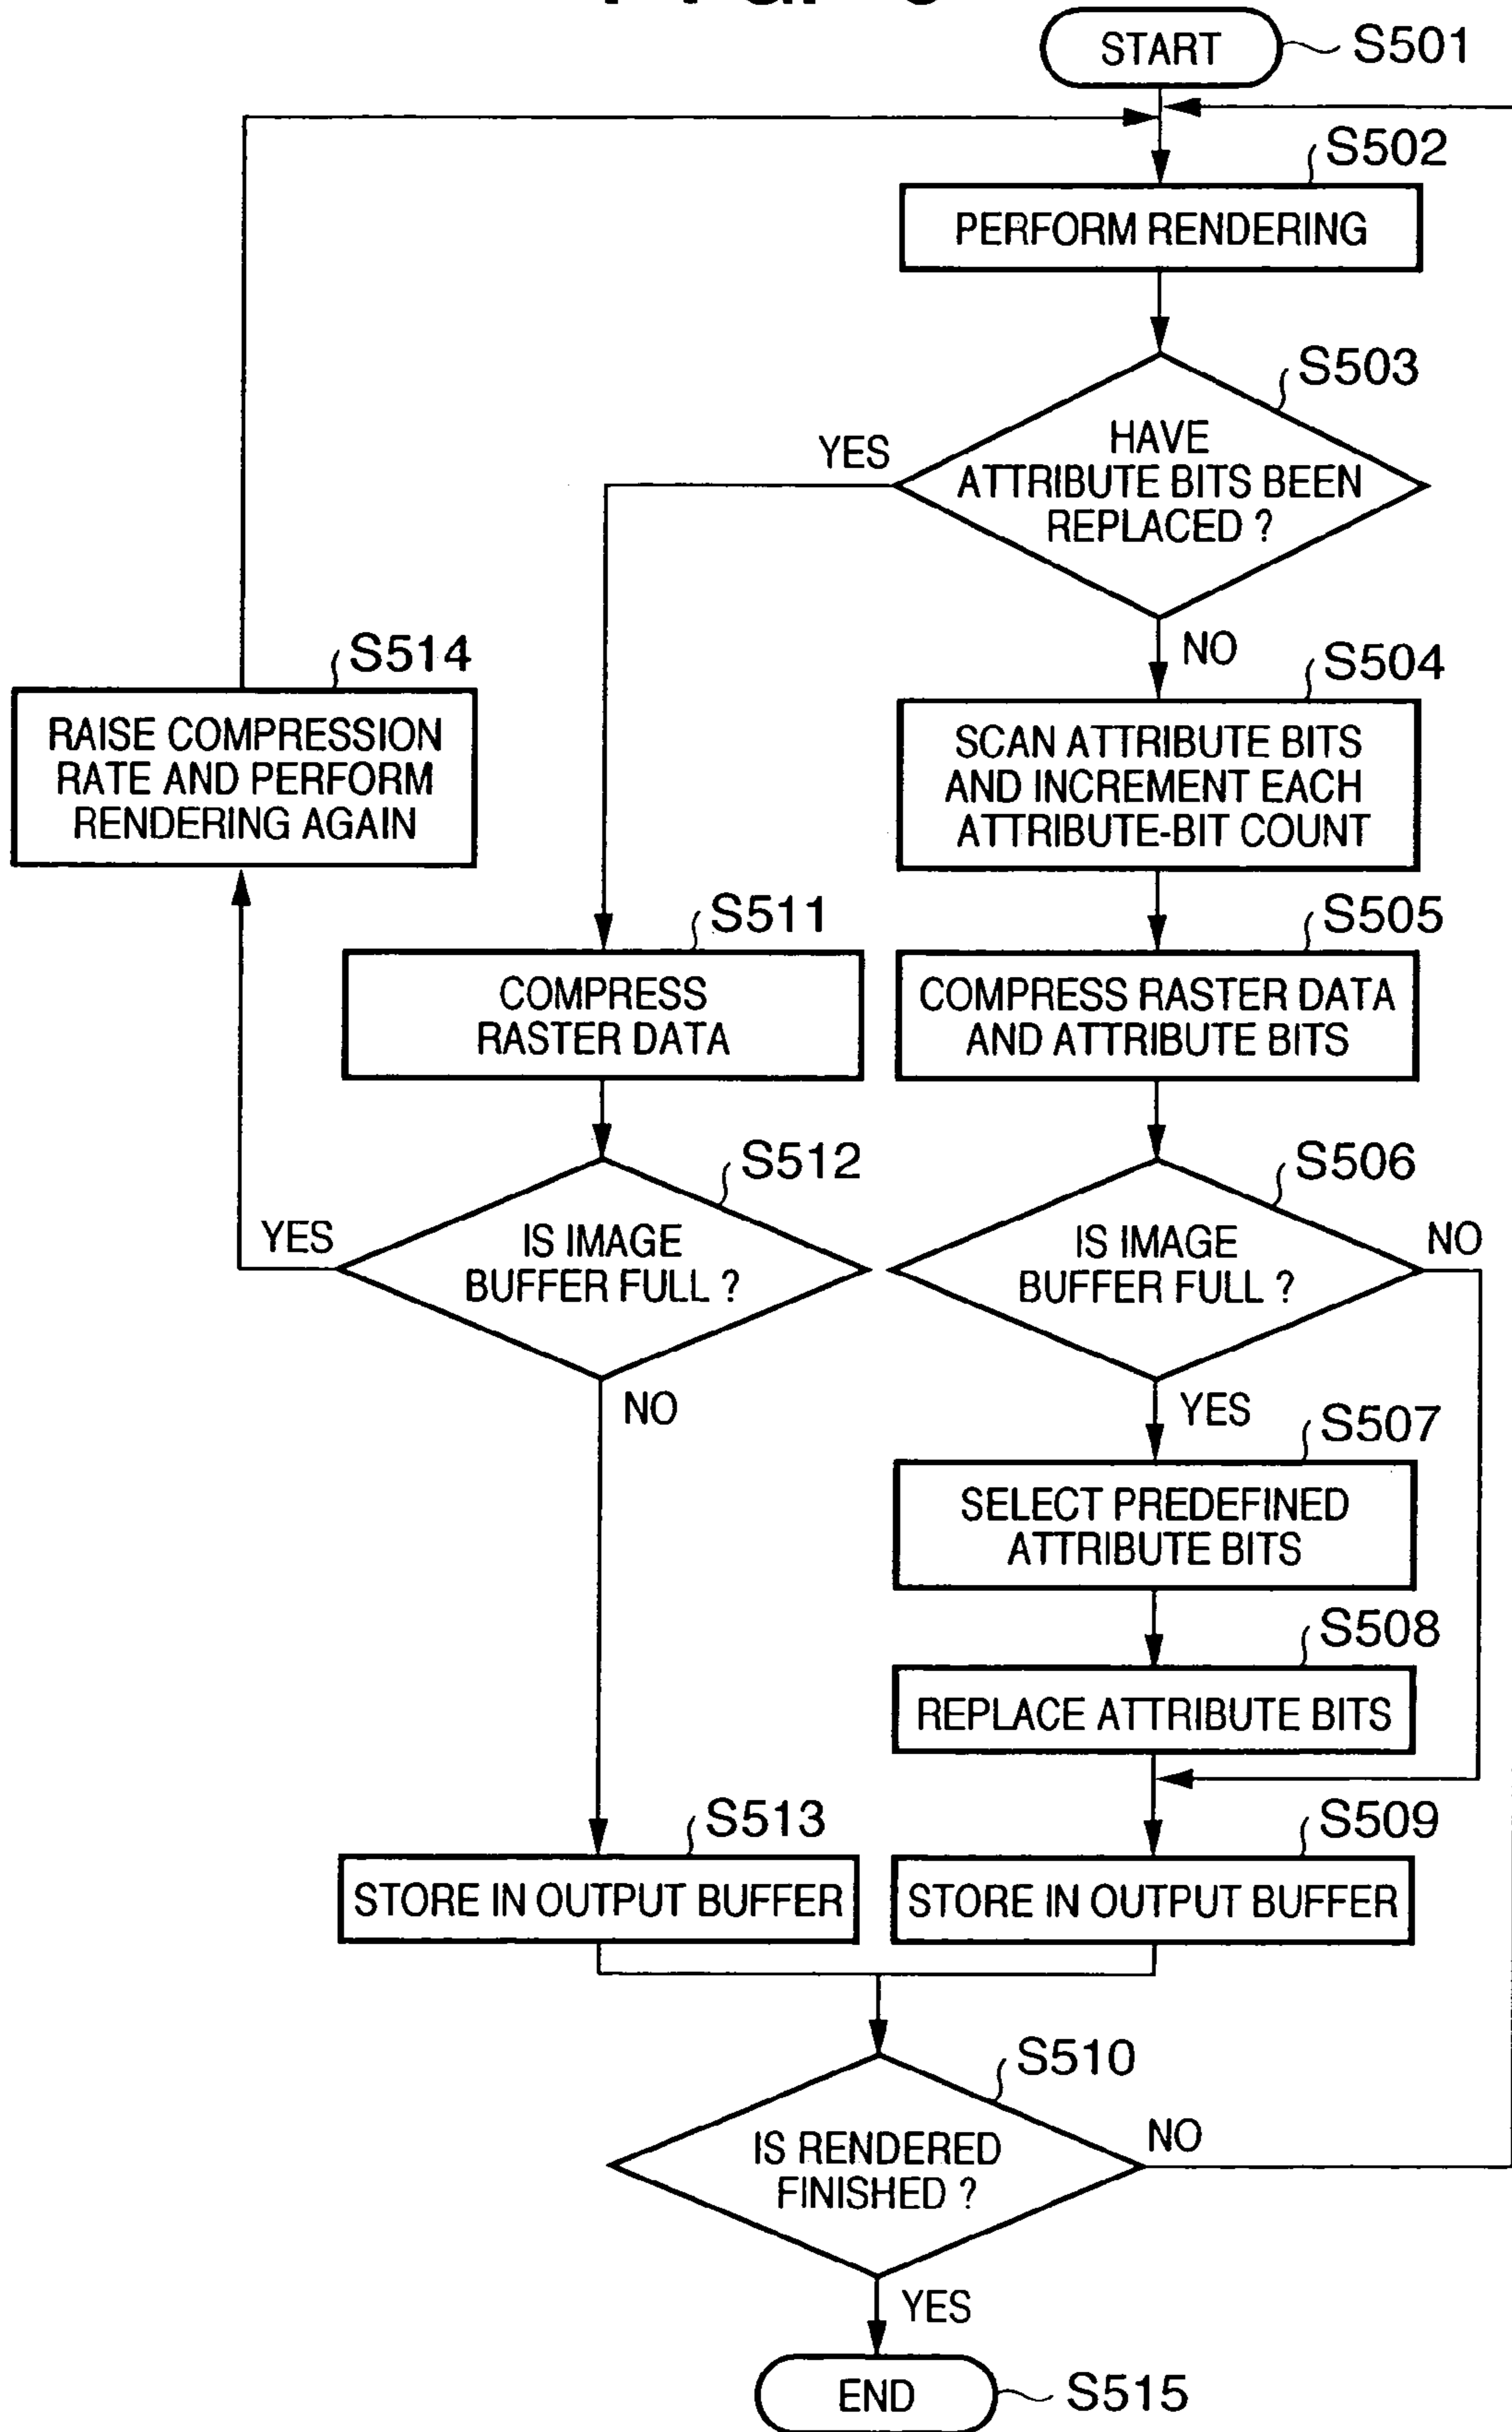 START
S501
S502
PERFORM RENDERING
S503
HAVE
ATTRIBUTE BITS BEEN
REPLACED ?
YES
NO
S514
RAISE COMPRESSION
RATE AND PERFORM
RENDERING AGAIN
S504
SCAN ATTRIBUTE BITS
AND INCREMENT EACH
ATTRIBUTE-BIT COUNT
S511
COMPRESS
RASTER DATA
S505
COMPRESS RASTER DATA
AND ATTRIBUTE BITS
S512
IS IMAGE
BUFFER FULL ?
YES
NO
S506
IS IMAGE
BUFFER FULL ?
NO
YES
S507
SELECT PREDEFINED
ATTRIBUTE BITS
S508
REPLACE ATTRIBUTE BITS
S513
STORE IN OUTPUT BUFFER
S509
STORE IN OUTPUT BUFFER
S510
IS RENDERED
FINISHED ?
NO
YES
END
S515